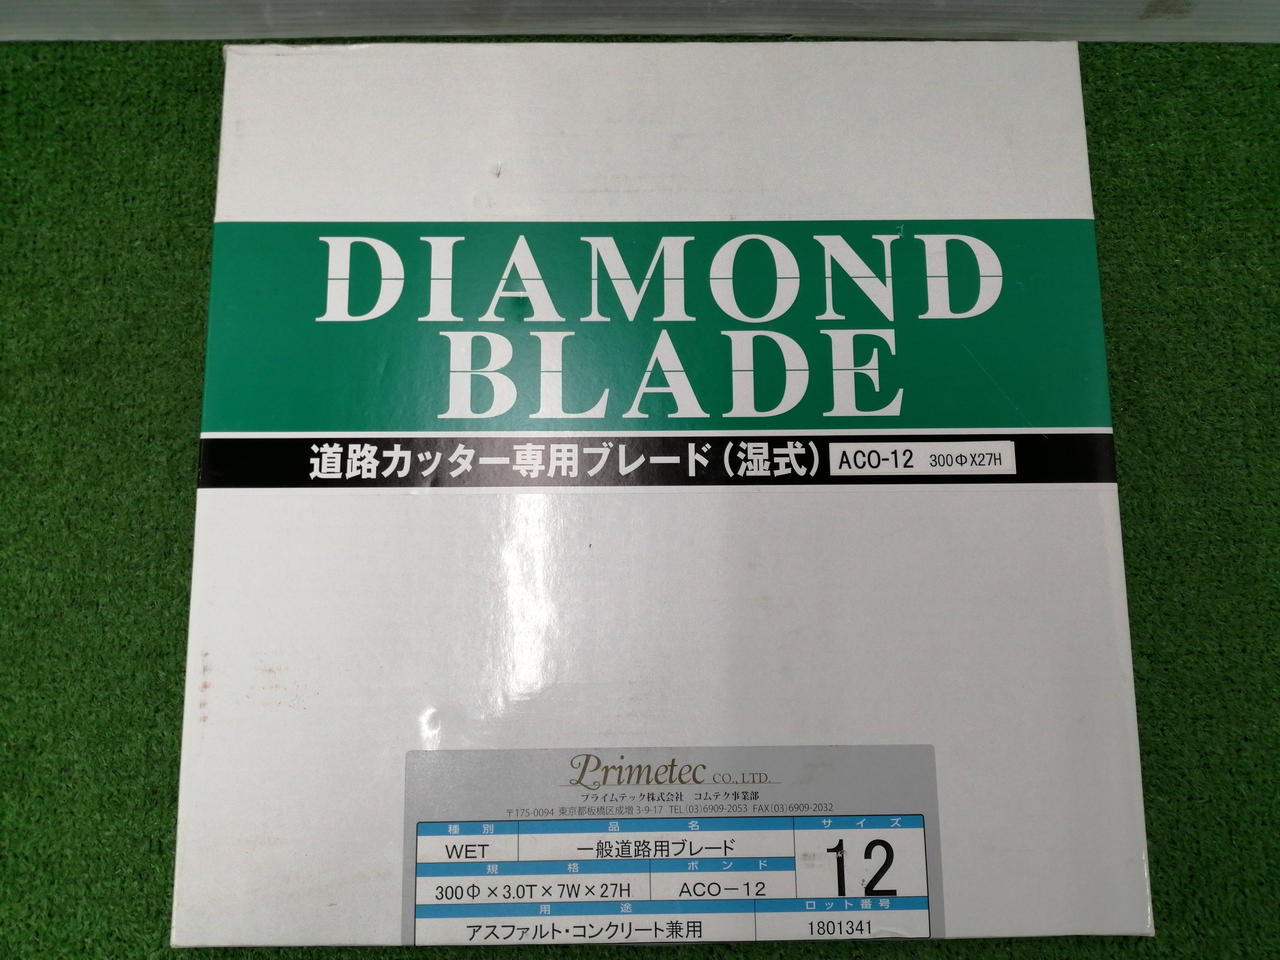 DIAMOND
BLADE
道路カッター専用ブレード(湿式) ACO-12 300ΦX27H
Primetec CO.,LTD.
プライムテック株式会社 コムテク事業部
〒175-0094 東京都板橋区成増3-9-17 TEL(03)6909-2053 FAX(03)6909-2032
種別 品名 サイズ
WET 一般道路用ブレード 12
規格 ボンド
300Φ×3.0T×7W×27H ACO-12
用途 ロット番号
アスファルト・コンクリート兼用 1801341